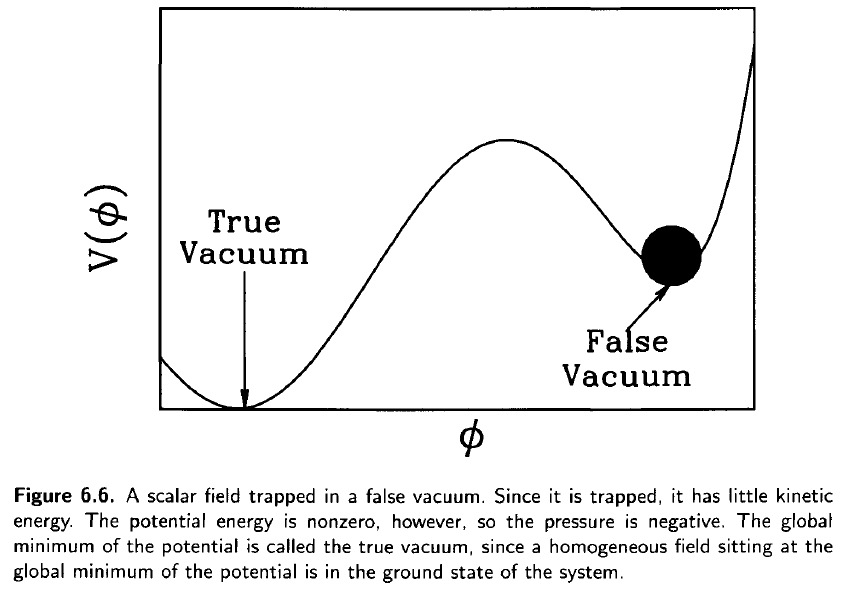 V(ϕ)
True
Vacuum
False
Vacuum
ϕ
Figure 6.6. A scalar field trapped in a false vacuum. Since it is trapped, it has little kinetic
energy. The potential energy is nonzero, however, so the pressure is negative. The global
minimum of the potential is called the true vacuum, since a homogeneous field sitting at the
global minimum of the potential is in the ground state of the system.